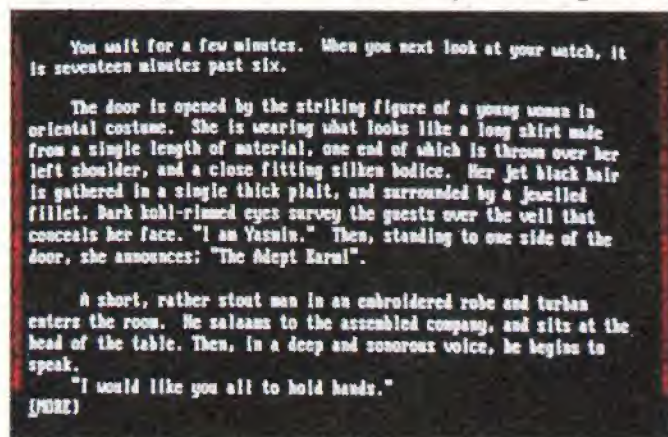 You wait for a few minutes. When you next look at your watch, it
is seventeen minutes past six.
The door is opened by the striking figure of a young woman in
oriental costume. She is wearing what looks like a long skirt made
from a single length of material, one end of which is thrown over her
left shoulder, and a close fitting silken bodice. Her jet black hair
is gathered in a single thick plait, and surrounded by a jewelled
fillet. Dark kohl-rimmed eyes survey the guests over the veil that
conceals her face. "I am Yasmin." Then, standing to one side of the
door, she announces: "The Adept Karmi".
A short, rather stout man in an embroidered robe and turban
enters the room. He salaams to the assembled company, and sits at the
head of the table. Then, in a deep and sonorous voice, he begins to
speak.
"I would like you all to hold hands."
[MORE]